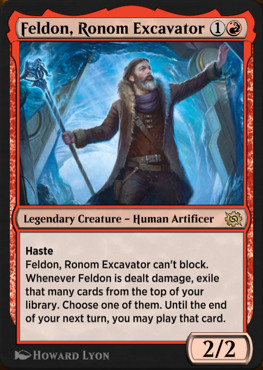 Feldon, Ronom Excavator 1
Legendary Creature – Human Artificer
Haste
Feldon, Ronom Excavator can't block.
Whenever Feldon is dealt damage, exile
that many cards from the top of your
library. Choose one of them. Until the end
of your next turn, you may play that card.
Howard Lyon
2/2